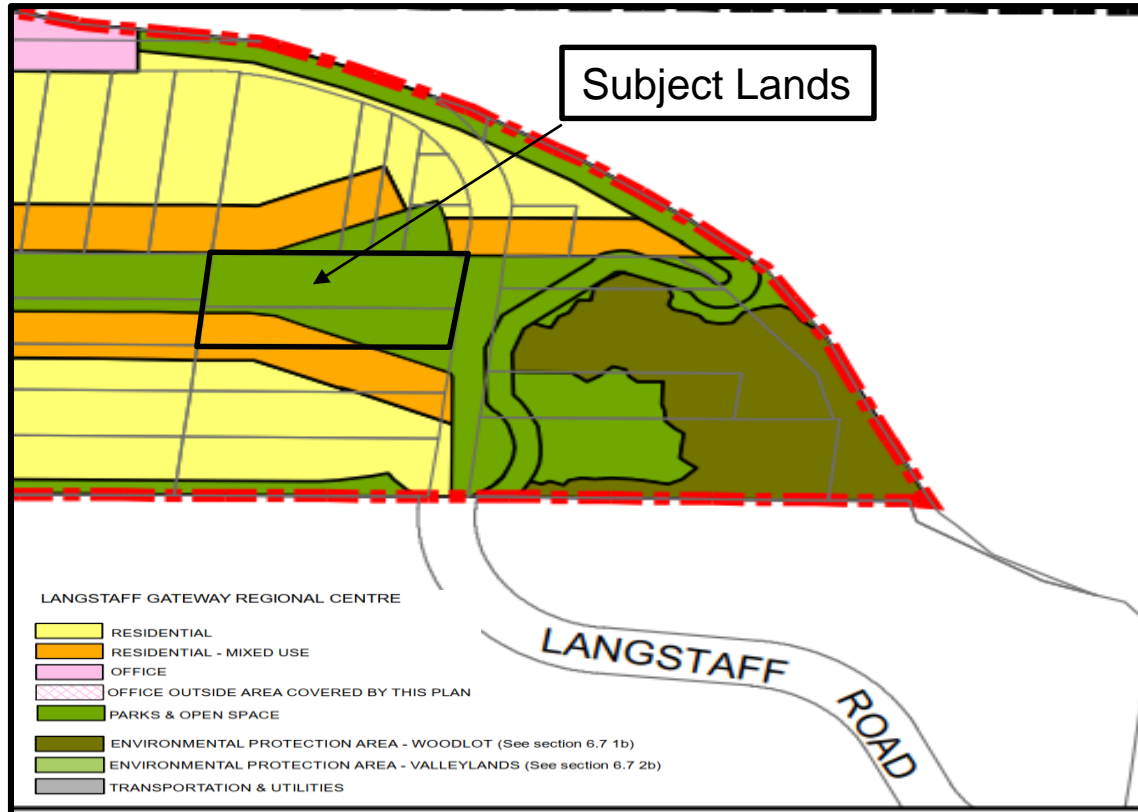 Subject Lands
LANGSTAFF GATEWAY REGIONAL CENTRE
RESIDENTIAL
RESIDENTIAL - MIXED USE
OFFICE
OFFICE OUTSIDE AREA COVERED BY THIS PLAN
PARKS & OPEN SPACE
ENVIRONMENTAL PROTECTION AREA - WOODLOT (See section 6.7 1b)
ENVIRONMENTAL PROTECTION AREA - VALLEYLANDS (See section 6.7 2b)
TRANSPORTATION & UTILITIES
LANGSTAFF ROAD